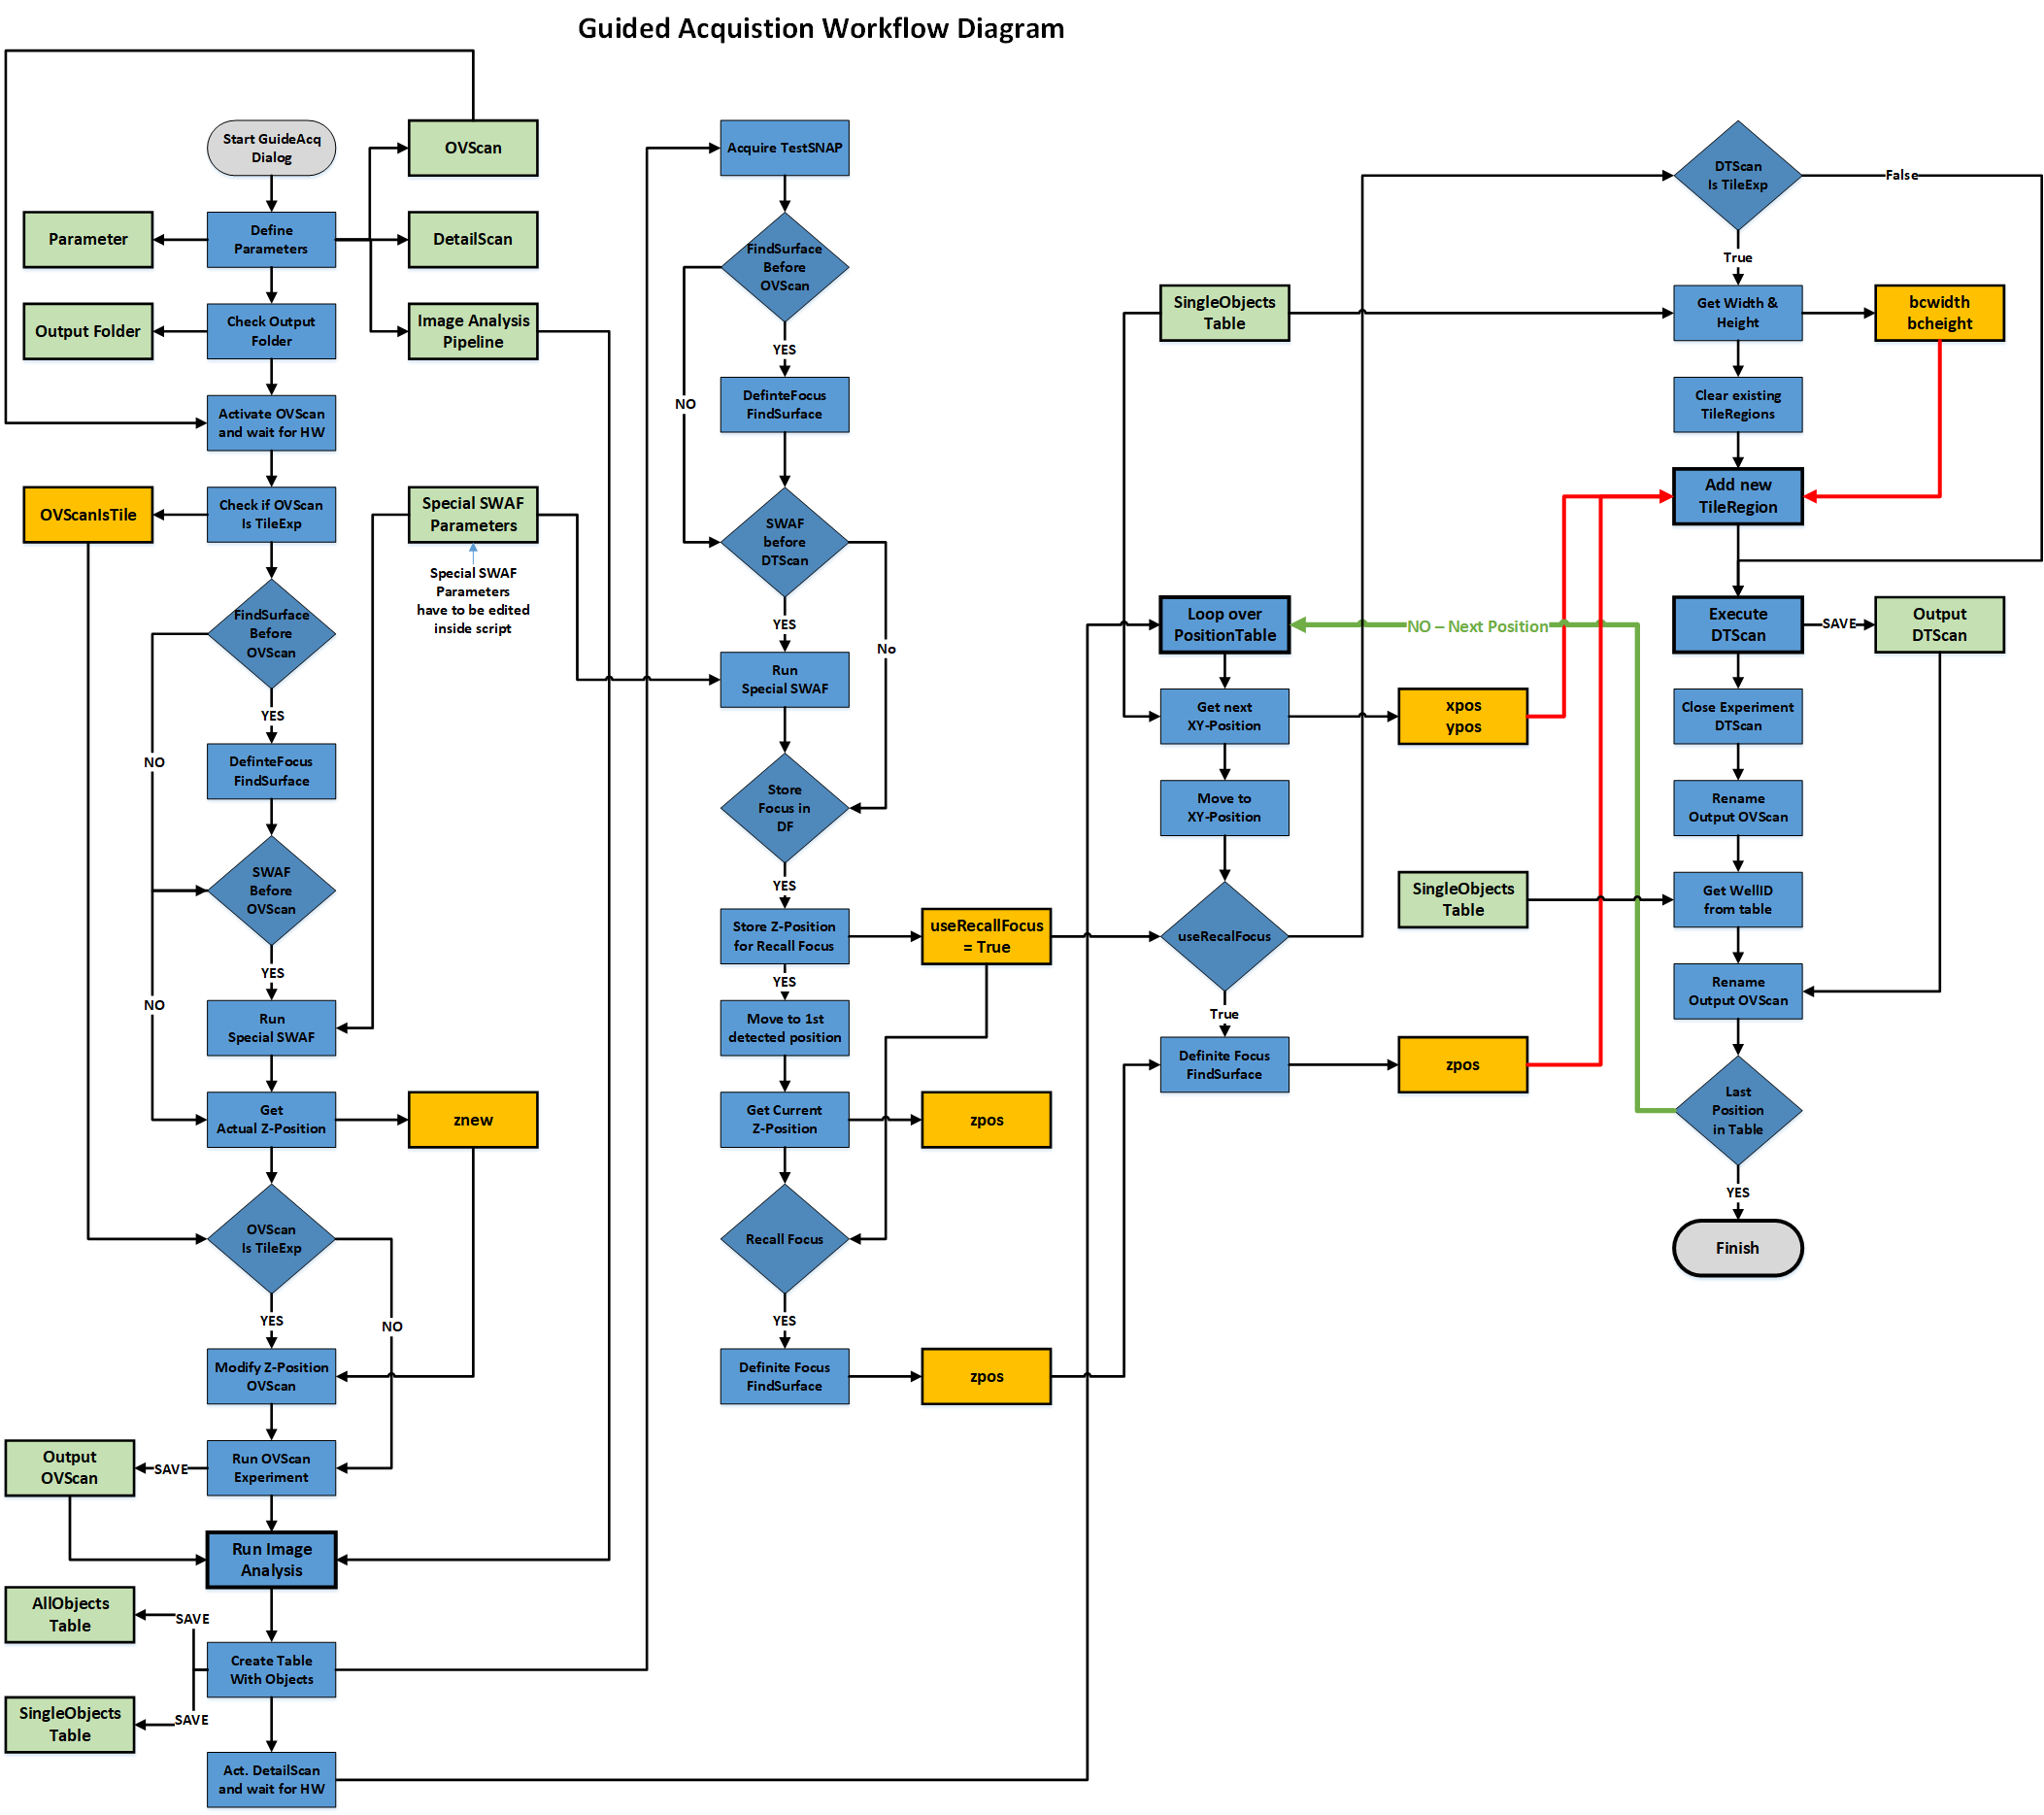 Guided Acquistion Workflow Diagram
Start GuideAcq
Dialog
OVScan
Parameter
Define
Parameters
DetailScan
Output Folder
Check Output
Folder
Image Analysis
Pipeline
Activate OVScan
and wait for HW
OVScanIsTile
Check if OVScan
Is TileExp
Special SWAF
Parameters
Special SWAF
Parameters
have to be edited
inside script
FindSurface
Before
OVScan
YES
NO
DefinteFocus
FindSurface
SWAF
Before
OVScan
YES
NO
Run
Special SWAF
Get
Actual Z-Position
znew
OVScan
Is TileExp
YES
NO
Modify Z-Position
OVScan
Output
OVScan
SAVE
Run OVScan
Experiment
Run Image
Analysis
AllObjects
Table
SAVE
Create Table
With Objects
SingleObjects
Table
SAVE
Act. DetailScan
and wait for HW
Acquire TestSNAP
FindSurface
Before
OVScan
YES
NO
DefinteFocus
FindSurface
SWAF
before
DTScan
YES
No
Run
Special SWAF
Store
Focus in
DF
YES
Store Z-Position
for Recall Focus
useRecallFocus
= True
YES
Move to 1st
detected position
Get Current
Z-Position
zpos
Recall Focus
YES
Definite Focus
FindSurface
zpos
SingleObjects
Table
Loop over
PositionTable
NO – Next Position
Get next
XY-Position
xpos
ypos
Move to
XY-Position
SingleObjects
Table
useRecalFocus
True
Definite Focus
FindSurface
zpos
DTScan
Is TileExp
False
True
Get Width &
Height
bcwidth
bcheight
Clear existing
TileRegions
Add new
TileRegion
Execute
DTScan
SAVE
Output
DTScan
Close Experiment
DTScan
Rename
Output OVScan
Get WellID
from table
Rename
Output OVScan
Last
Position
in Table
YES
Finish